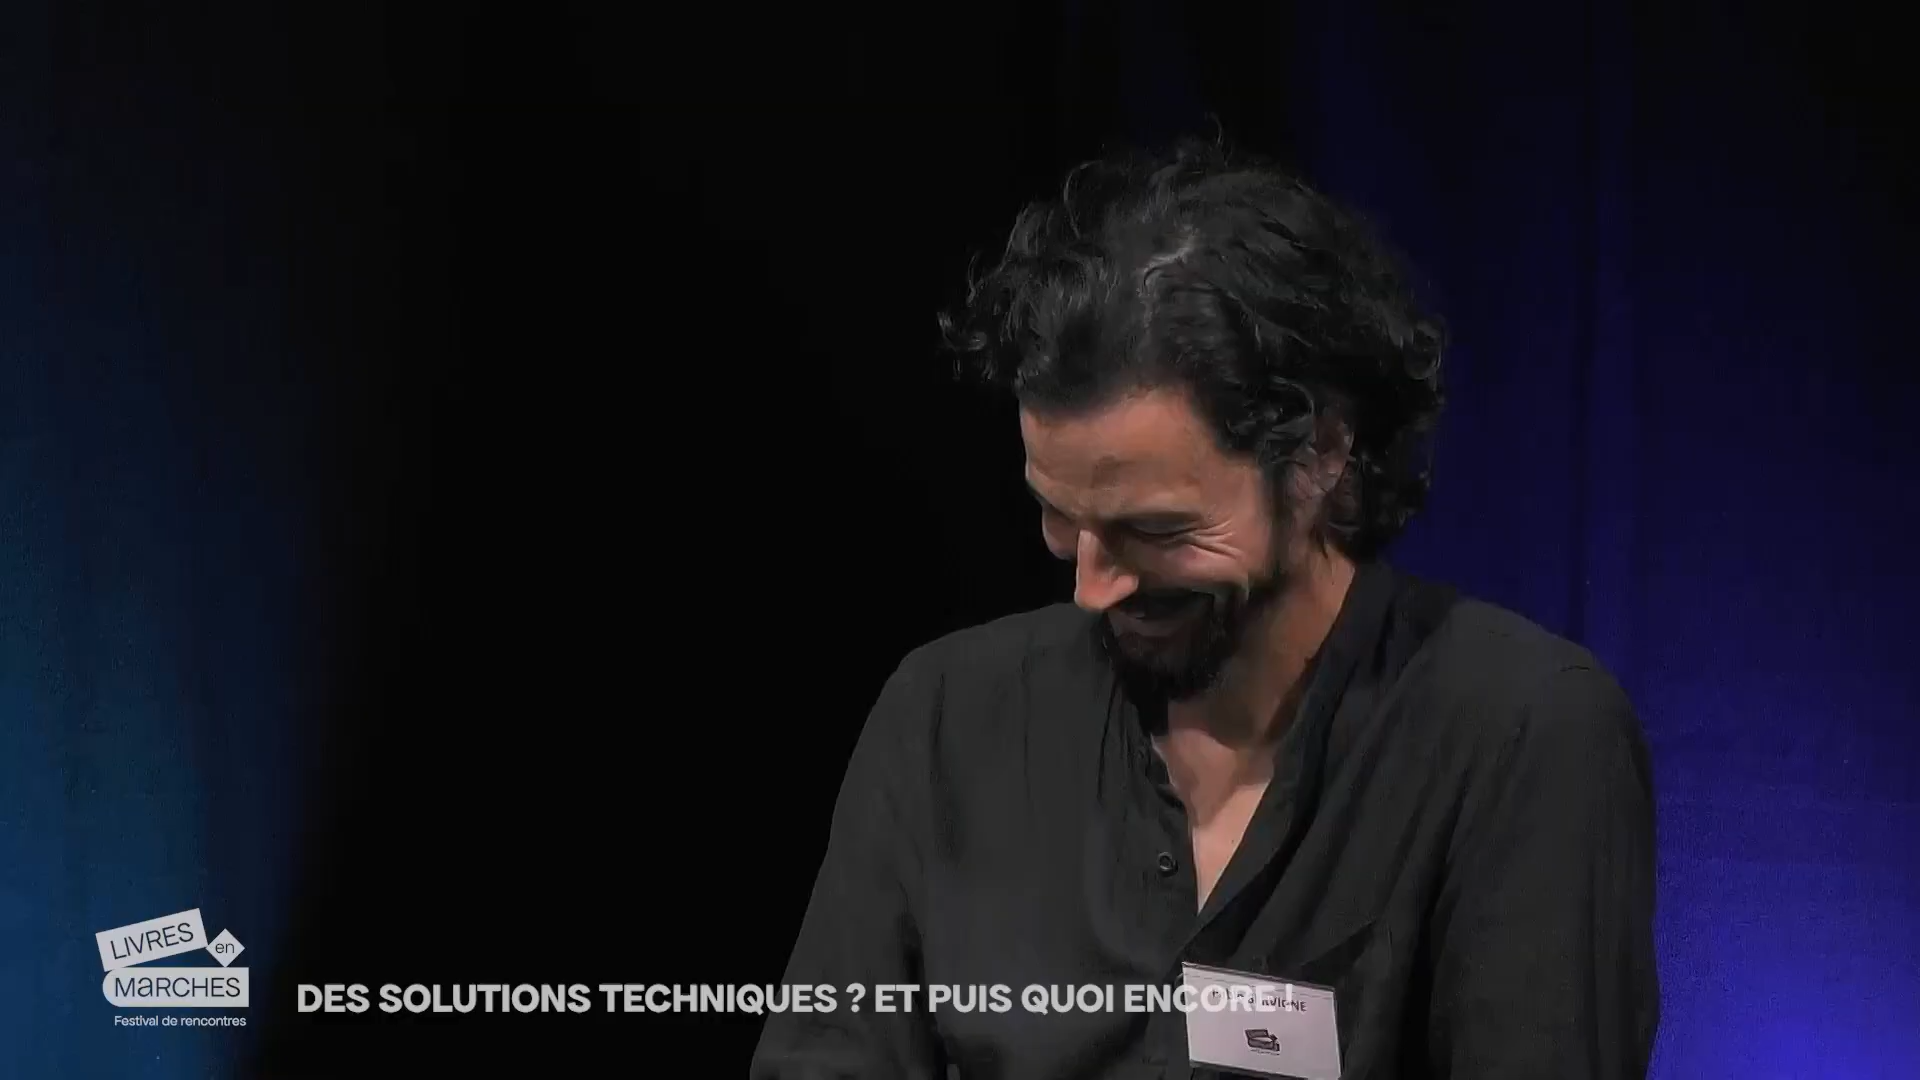 LIVRES
en
MARCHES
Festival de rencontres
DES SOLUTIONS TECHNIQUES ? ET PUIS QUOI ENCORE !